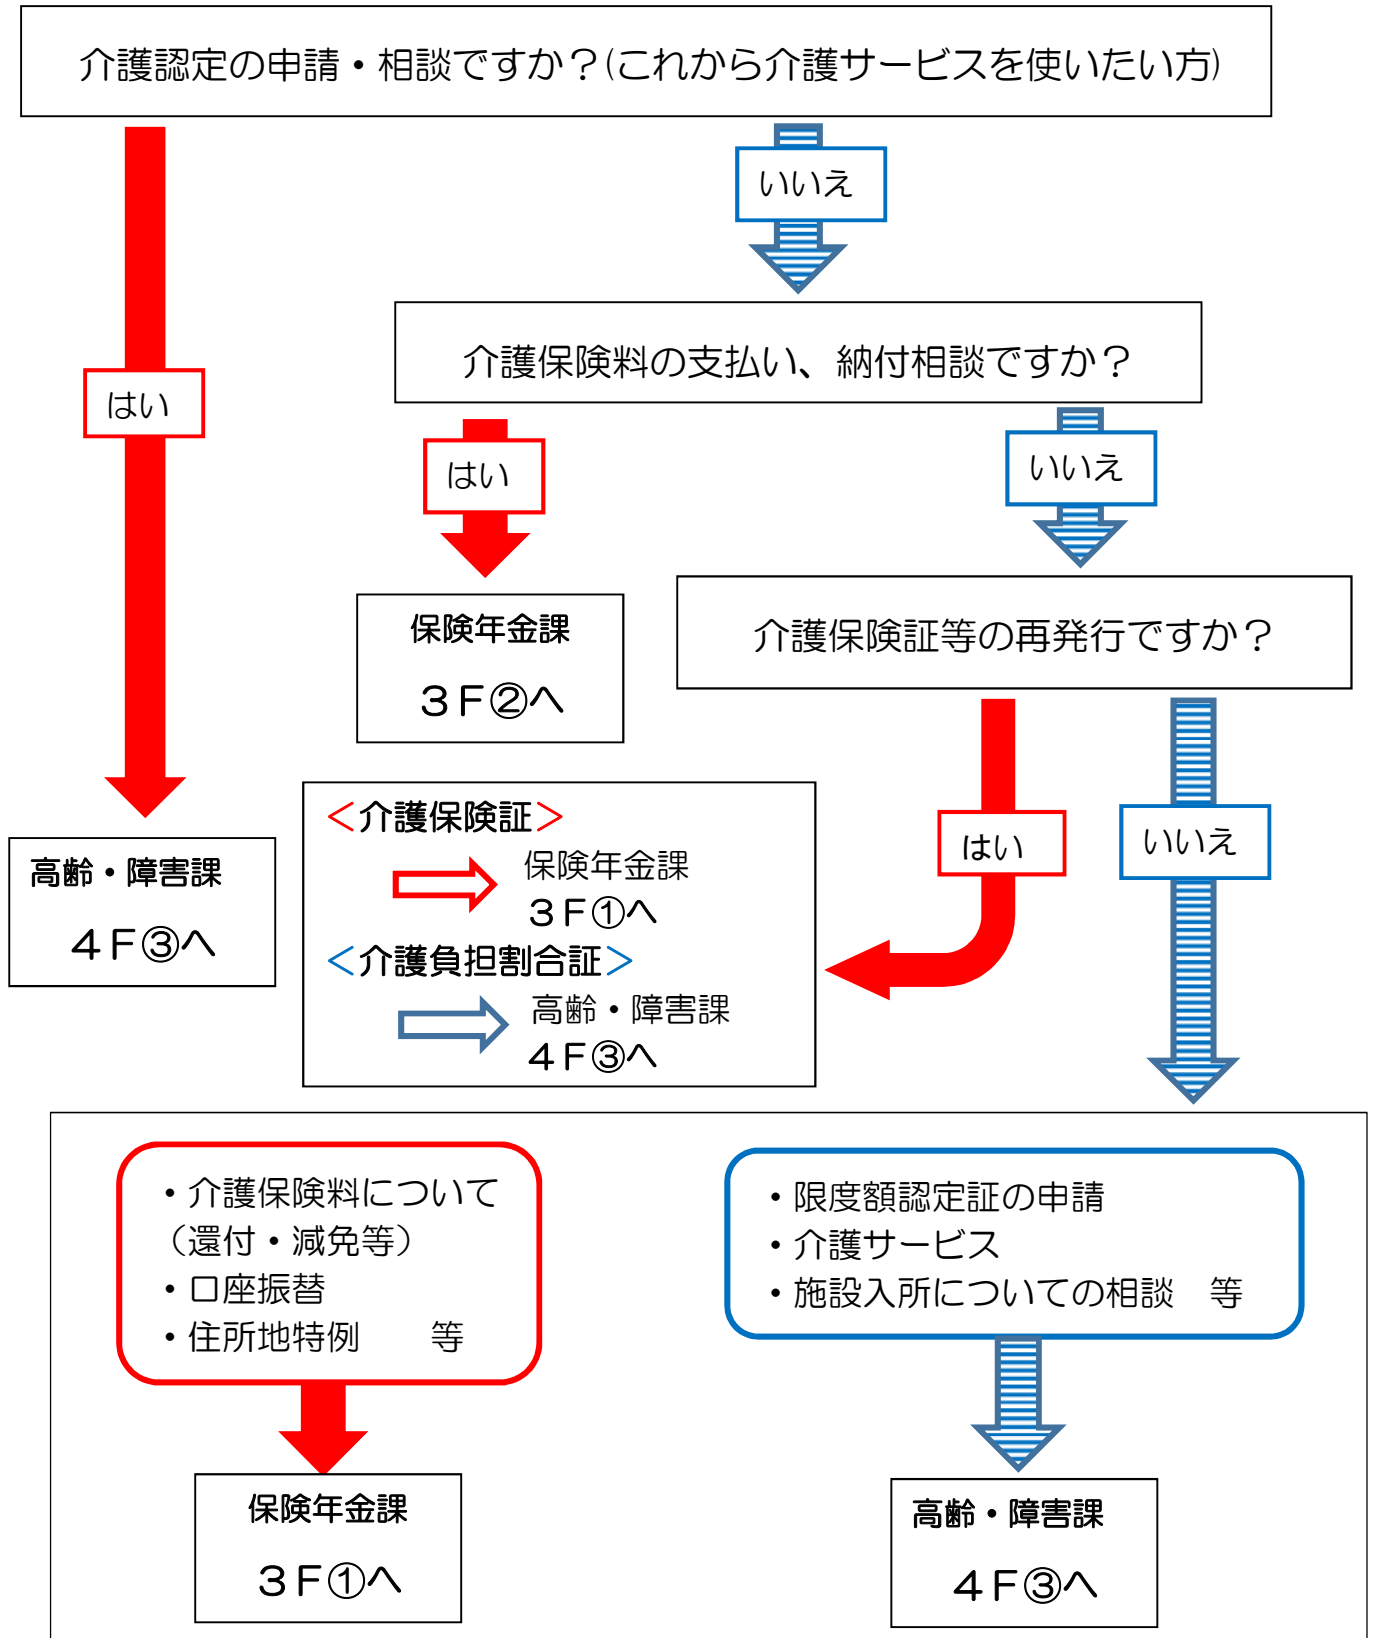 介護認定の申請・相談ですか？(これから介護サービスを使いたい方)
いいえ
介護保険料の支払い、納付相談ですか？
はい
はい
いいえ
保険年金課
３Ｆ②へ
介護保険証等の再発行ですか？
＜介護保険証＞
保険年金課
３Ｆ①へ
＜介護負担割合証＞
高齢・障害課
４Ｆ③へ
はい
いいえ
高齢・障害課
４Ｆ③へ
・介護保険料について
（還付・減免等）
・口座振替
・住所地特例　　等
・限度額認定証の申請
・介護サービス
・施設入所についての相談　等
保険年金課
３Ｆ①へ
高齢・障害課
４Ｆ③へ